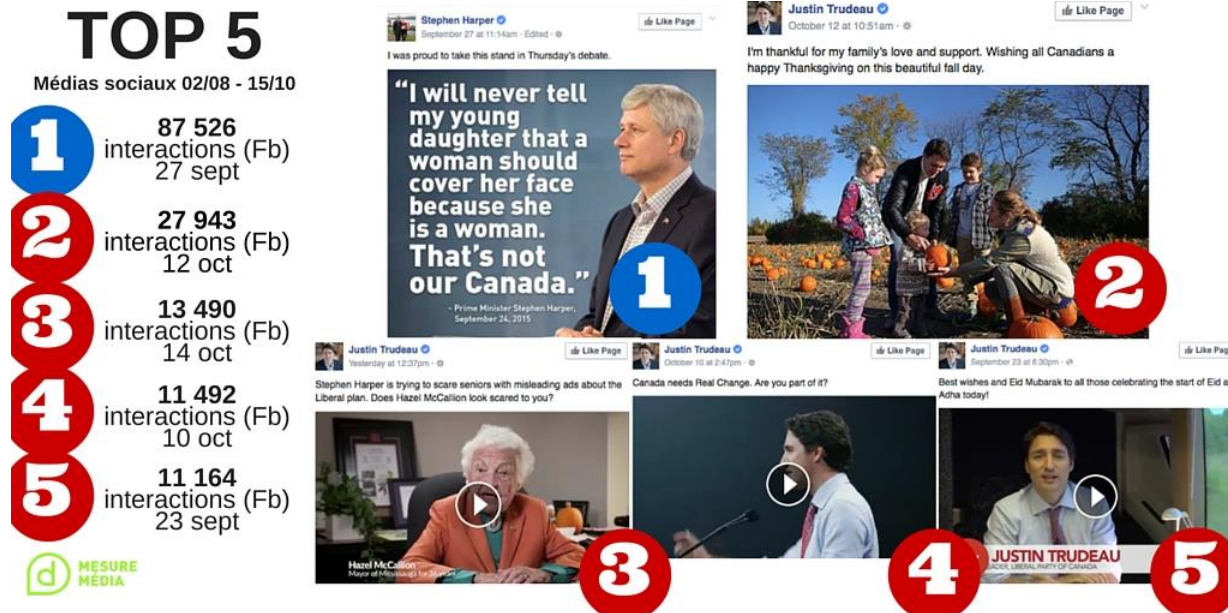 TOP 5
Médias sociaux 02/08 - 15/10
1
87 526
interactions (Fb)
27 sept
2
27 943
interactions (Fb)
12 oct
3
13 490
interactions (Fb)
14 oct
4
11 492
interactions (Fb)
10 oct
5
11 164
interactions (Fb)
23 sept
d MESURE
MÉDIA
Stephen Harper
September 27 at 11:14am · Edited ·
Like Page
I was proud to take this stand in Thursday's debate.
“I will never tell
my young
daughter that a
woman should
cover her face
because she
is a woman.
That's not
our Canada.”
- Prime Minister Stephen Harper,
September 24, 2015
1
Justin Trudeau
October 12 at 10:51am ·
Like Page
I'm thankful for my family's love and support. Wishing all Canadians a
happy Thanksgiving on this beautiful fall day.
2
Justin Trudeau
Yesterday at 12:37pm ·
Like Page
Stephen Harper is trying to scare seniors with misleading ads about the
Liberal plan. Does Hazel McCallion look scared to you?
Hazel McCallion
Mayor of Mississauga for 36 years
3
Justin Trudeau
October 10 at 2:47pm ·
Like Page
Canada needs Real Change. Are you part of it?
4
Justin Trudeau
September 23 at 6:30pm ·
Like Pag
Best wishes and Eid Mubarak to all those celebrating the start of Eid a
Adha today!
JUSTIN TRUDEAU
LEADER, LIBERAL PARTY OF CANADA
5